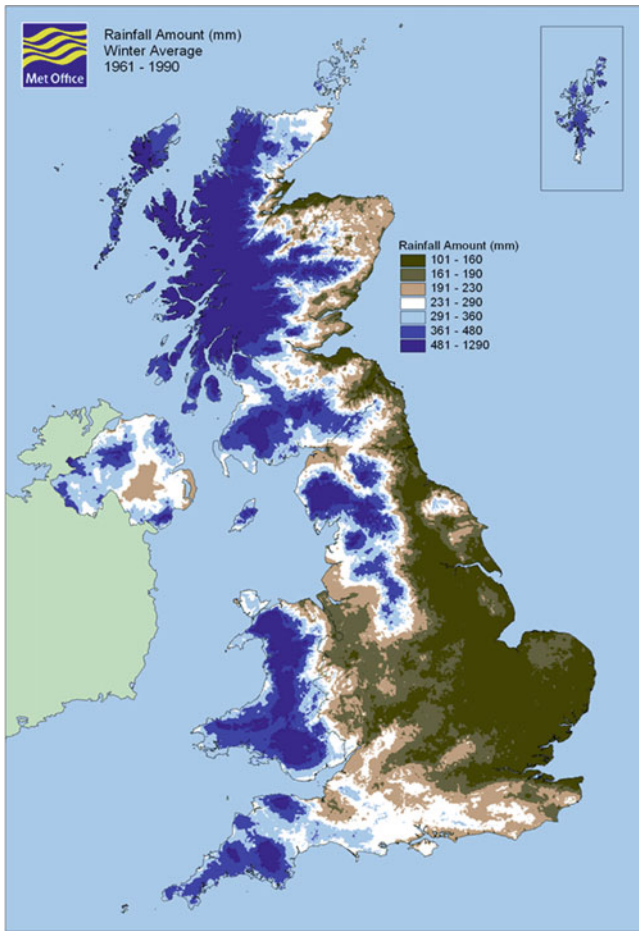 Met Office
Rainfall Amount (mm)
Winter Average
1961 - 1990
Rainfall Amount (mm)
101 - 160
161 - 190
191 - 230
231 - 290
291 - 360
361 - 480
481 - 1290